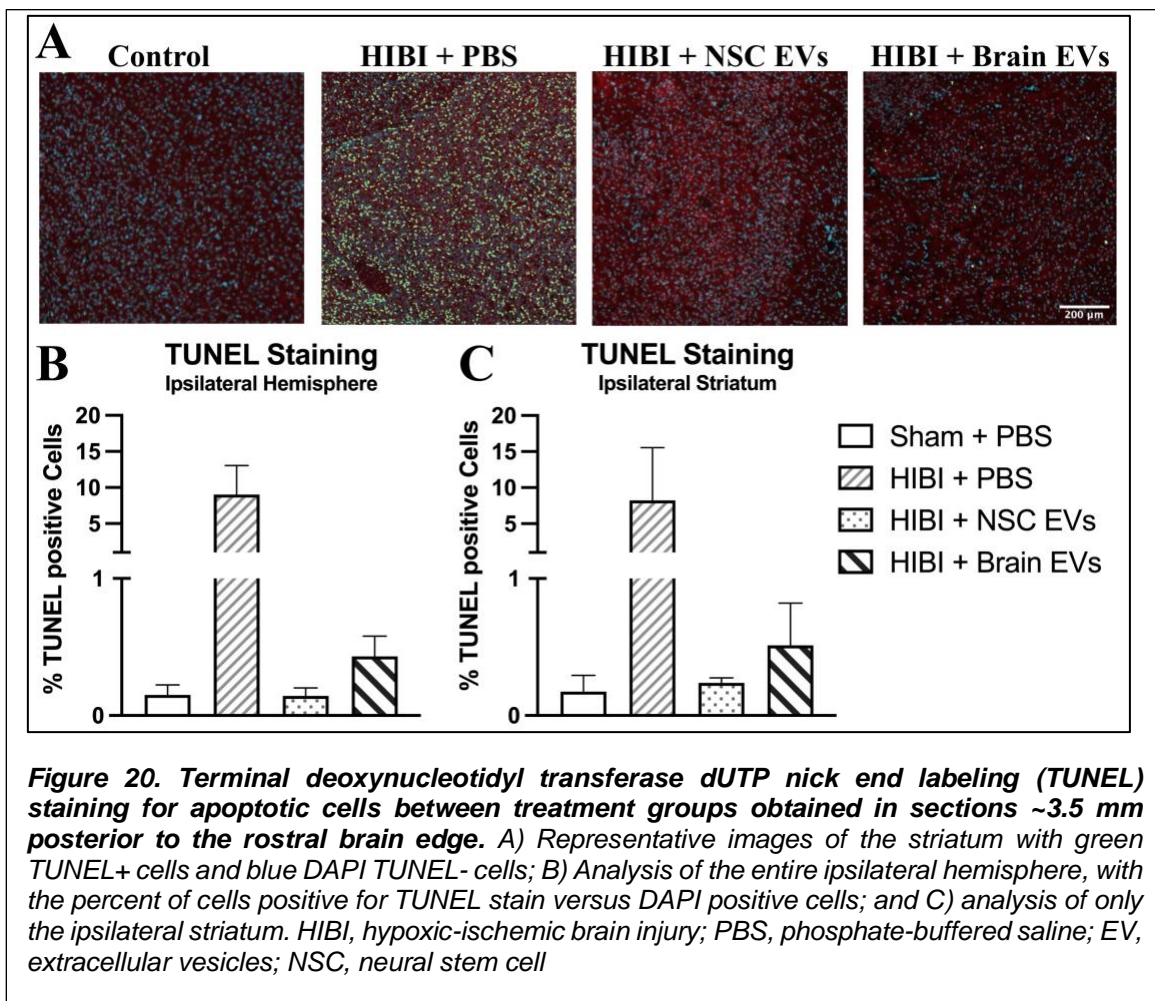 A
Control
HIBI + PBS
HIBI + NSC EVs
HIBI + Brain EVs
200 µm
B
TUNEL Staining
Ipsilateral Hemisphere
% TUNEL positive Cells
20
15
10
5
1
0
C
TUNEL Staining
Ipsilateral Striatum
% TUNEL positive Cells
20
15
10
5
1
0
Sham + PBS
HIBI + PBS
HIBI + NSC EVs
HIBI + Brain EVs
Figure 20. Terminal deoxynucleotidyl transferase dUTP nick end labeling (TUNEL)
staining for apoptotic cells between treatment groups obtained in sections ~3.5 mm
posterior to the rostral brain edge. A) Representative images of the striatum with green
TUNEL+ cells and blue DAPI TUNEL- cells; B) Analysis of the entire ipsilateral hemisphere, with
the percent of cells positive for TUNEL stain versus DAPI positive cells; and C) analysis of only
the ipsilateral striatum. HIBI, hypoxic-ischemic brain injury; PBS, phosphate-buffered saline; EV,
extracellular vesicles; NSC, neural stem cell